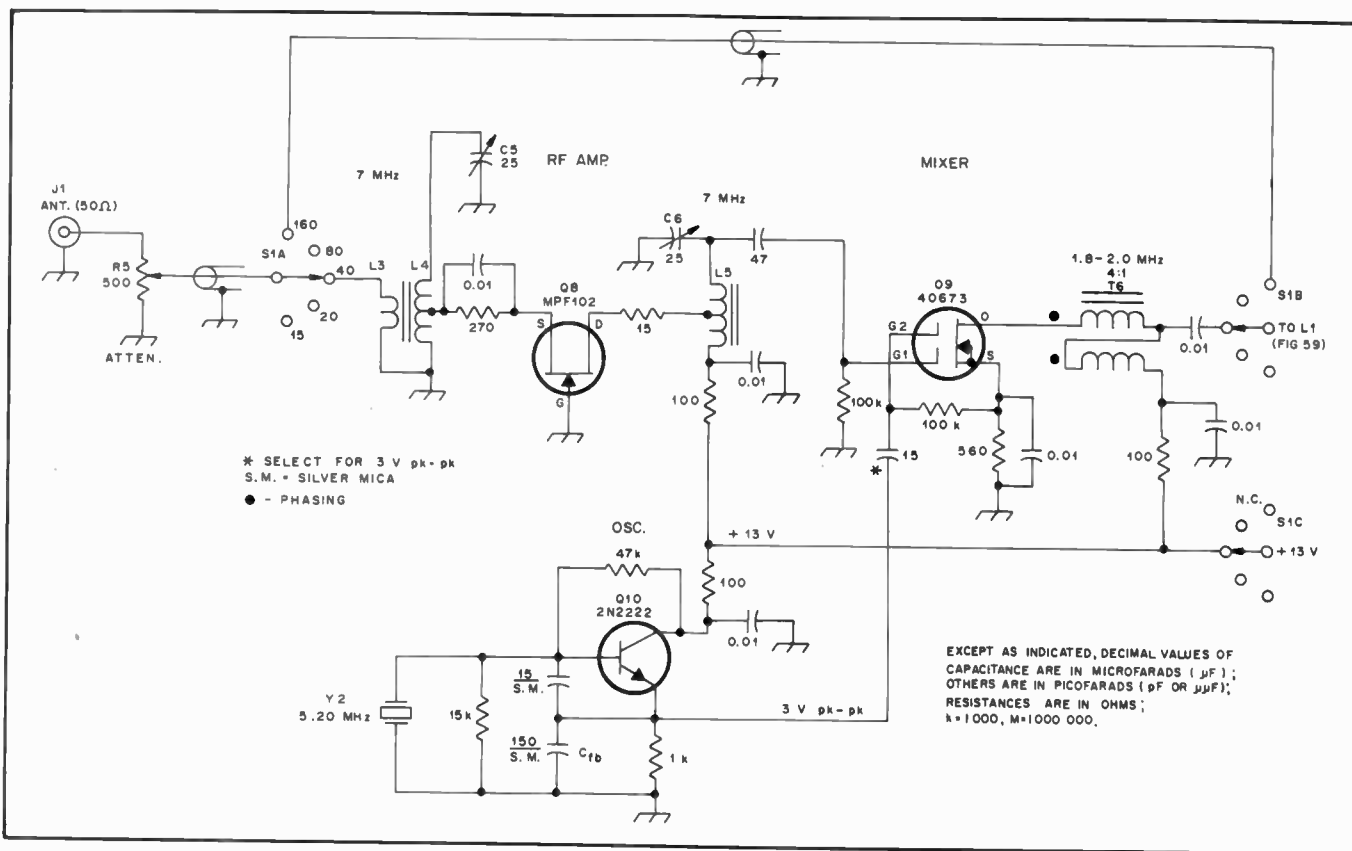 7 MHz
RF AMP.
MIXER
J1
ANT. (50Ω)
R5
500
ATTEN.
S1A
160
80
40
20
15
L3
L4
C5
25
0.01
270
Q8
MPF102
S
D
G
15
7 MHz
C6
25
47
L5
0.01
100
100k
Q9
40673
G2
G1
D
S
100 k
15
*
560
0.01
1.8-2.0 MHz
4:1
T6
0.01
S1B
TO L1
(FIG 59)
0.01
100
N.C.
S1C
+13 V
* SELECT FOR 3 V pk-pk
S.M. = SILVER MICA
● - PHASING
OSC.
47k
Q10
2N2222
+13 V
100
0.01
Y2
5.20 MHz
15k
15
S.M.
150
S.M.
Cfb
3 V pk-pk
1 k
EXCEPT AS INDICATED, DECIMAL VALUES OF
CAPACITANCE ARE IN MICROFARADS (µF);
OTHERS ARE IN PICOFARADS (pF OR µµF);
RESISTANCES ARE IN OHMS;
k=1000, M=1000 000.